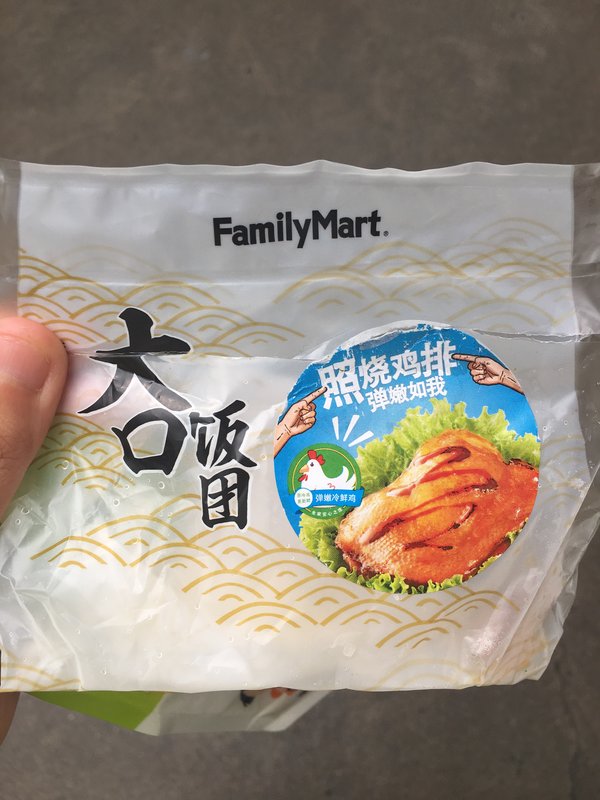 FamilyMart
大口饭团
照烧鸡排
弹嫩如我
弹嫩冷鲜鸡